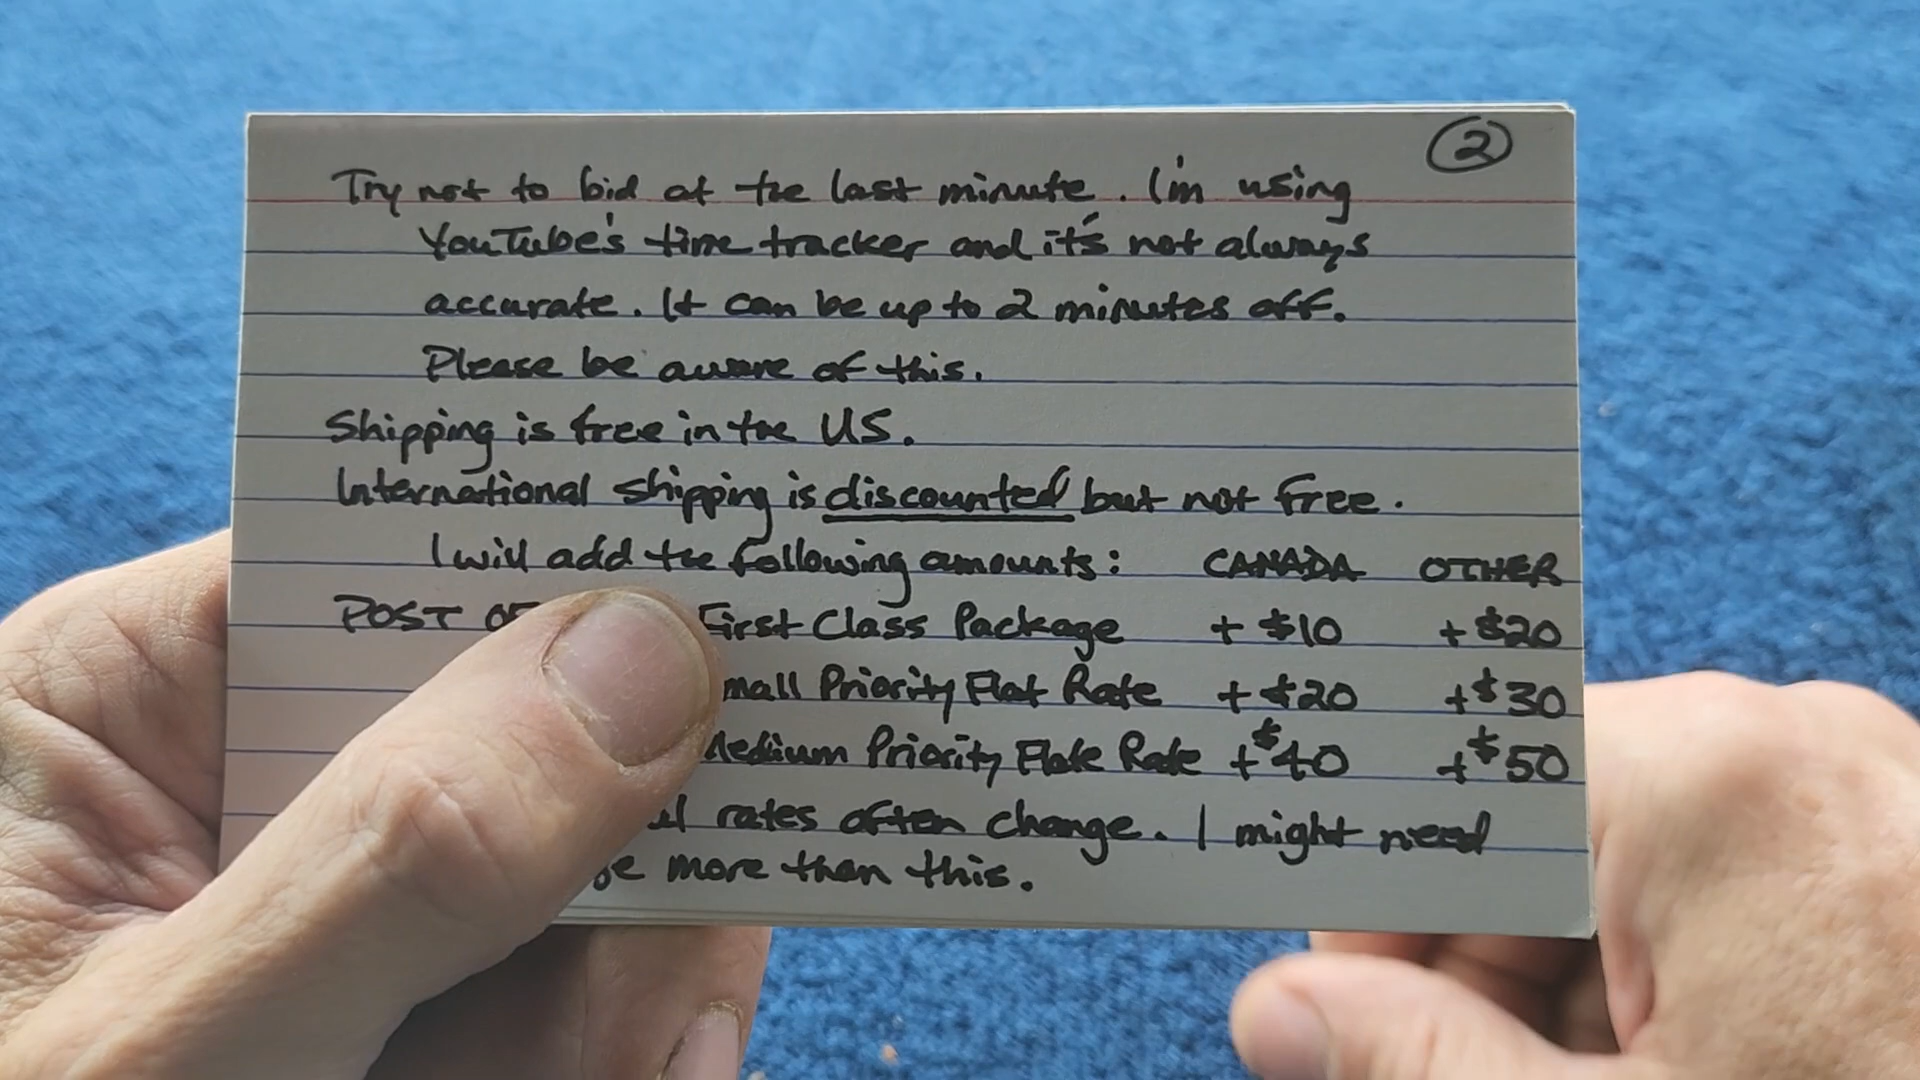 2
Try not to bid at the last minute. I'm using
YouTube's time tracker and it's not always
accurate. It can be up to 2 minutes off.
Please be aware of this.
Shipping is free in the US.
International shipping is discounted but not free.
I will add the following amounts: CANADA OTHER
POST First Class Package +$10 +$20
Priority Flat Rate +$20 +$30
Medium Priority Flate Rate +$40 +$50
rates often change. I might need
more than this.